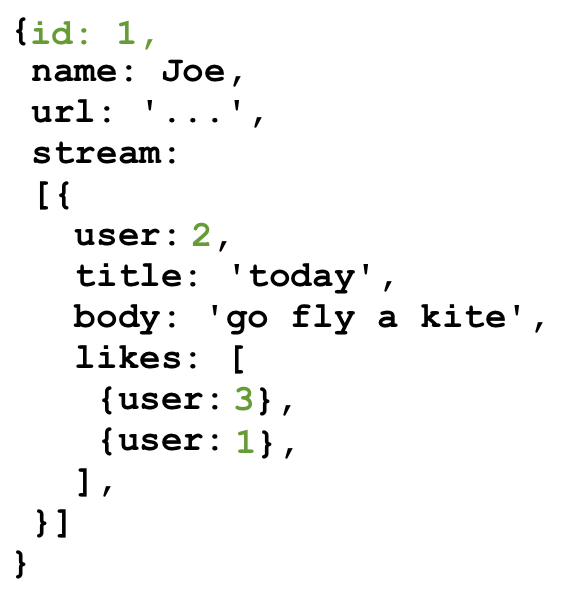 {id: 1,
name: Joe,
url: '...',
stream:
[{
user: 2,
title: 'today',
body: 'go fly a kite',
likes: [
{user: 3},
{user: 1},
],
}]
}